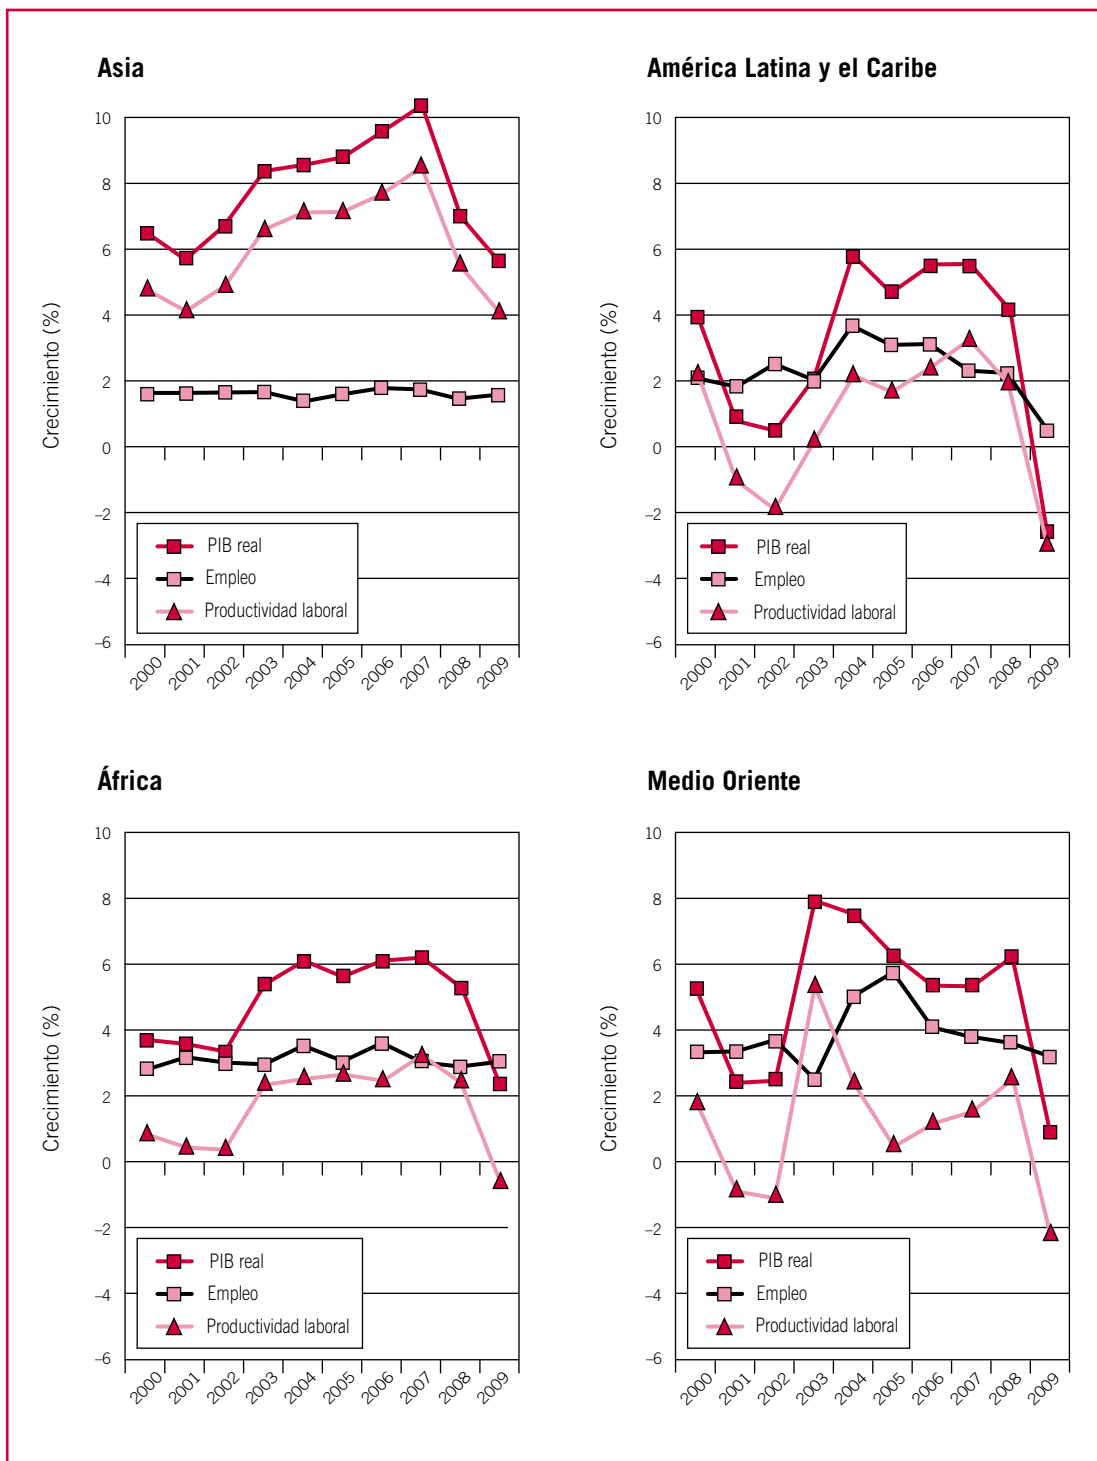 Asia
Crecimiento (%)
10
8
6
4
2
0
–2
–4
–6
PIB real
Empleo
Productividad laboral
2000 2001 2002 2003 2004 2005 2006 2007 2008 2009
América Latina y el Caribe
Crecimiento (%)
10
8
6
4
2
0
–2
–4
–6
PIB real
Empleo
Productividad laboral
2000 2001 2002 2003 2004 2005 2006 2007 2008 2009
África
Crecimiento (%)
10
8
6
4
2
0
–2
–4
–6
PIB real
Empleo
Productividad laboral
2000 2001 2002 2003 2004 2005 2006 2007 2008 2009
Medio Oriente
Crecimiento (%)
10
8
6
4
2
0
–2
–4
–6
PIB real
Empleo
Productividad laboral
2000 2001 2002 2003 2004 2005 2006 2007 2008 2009